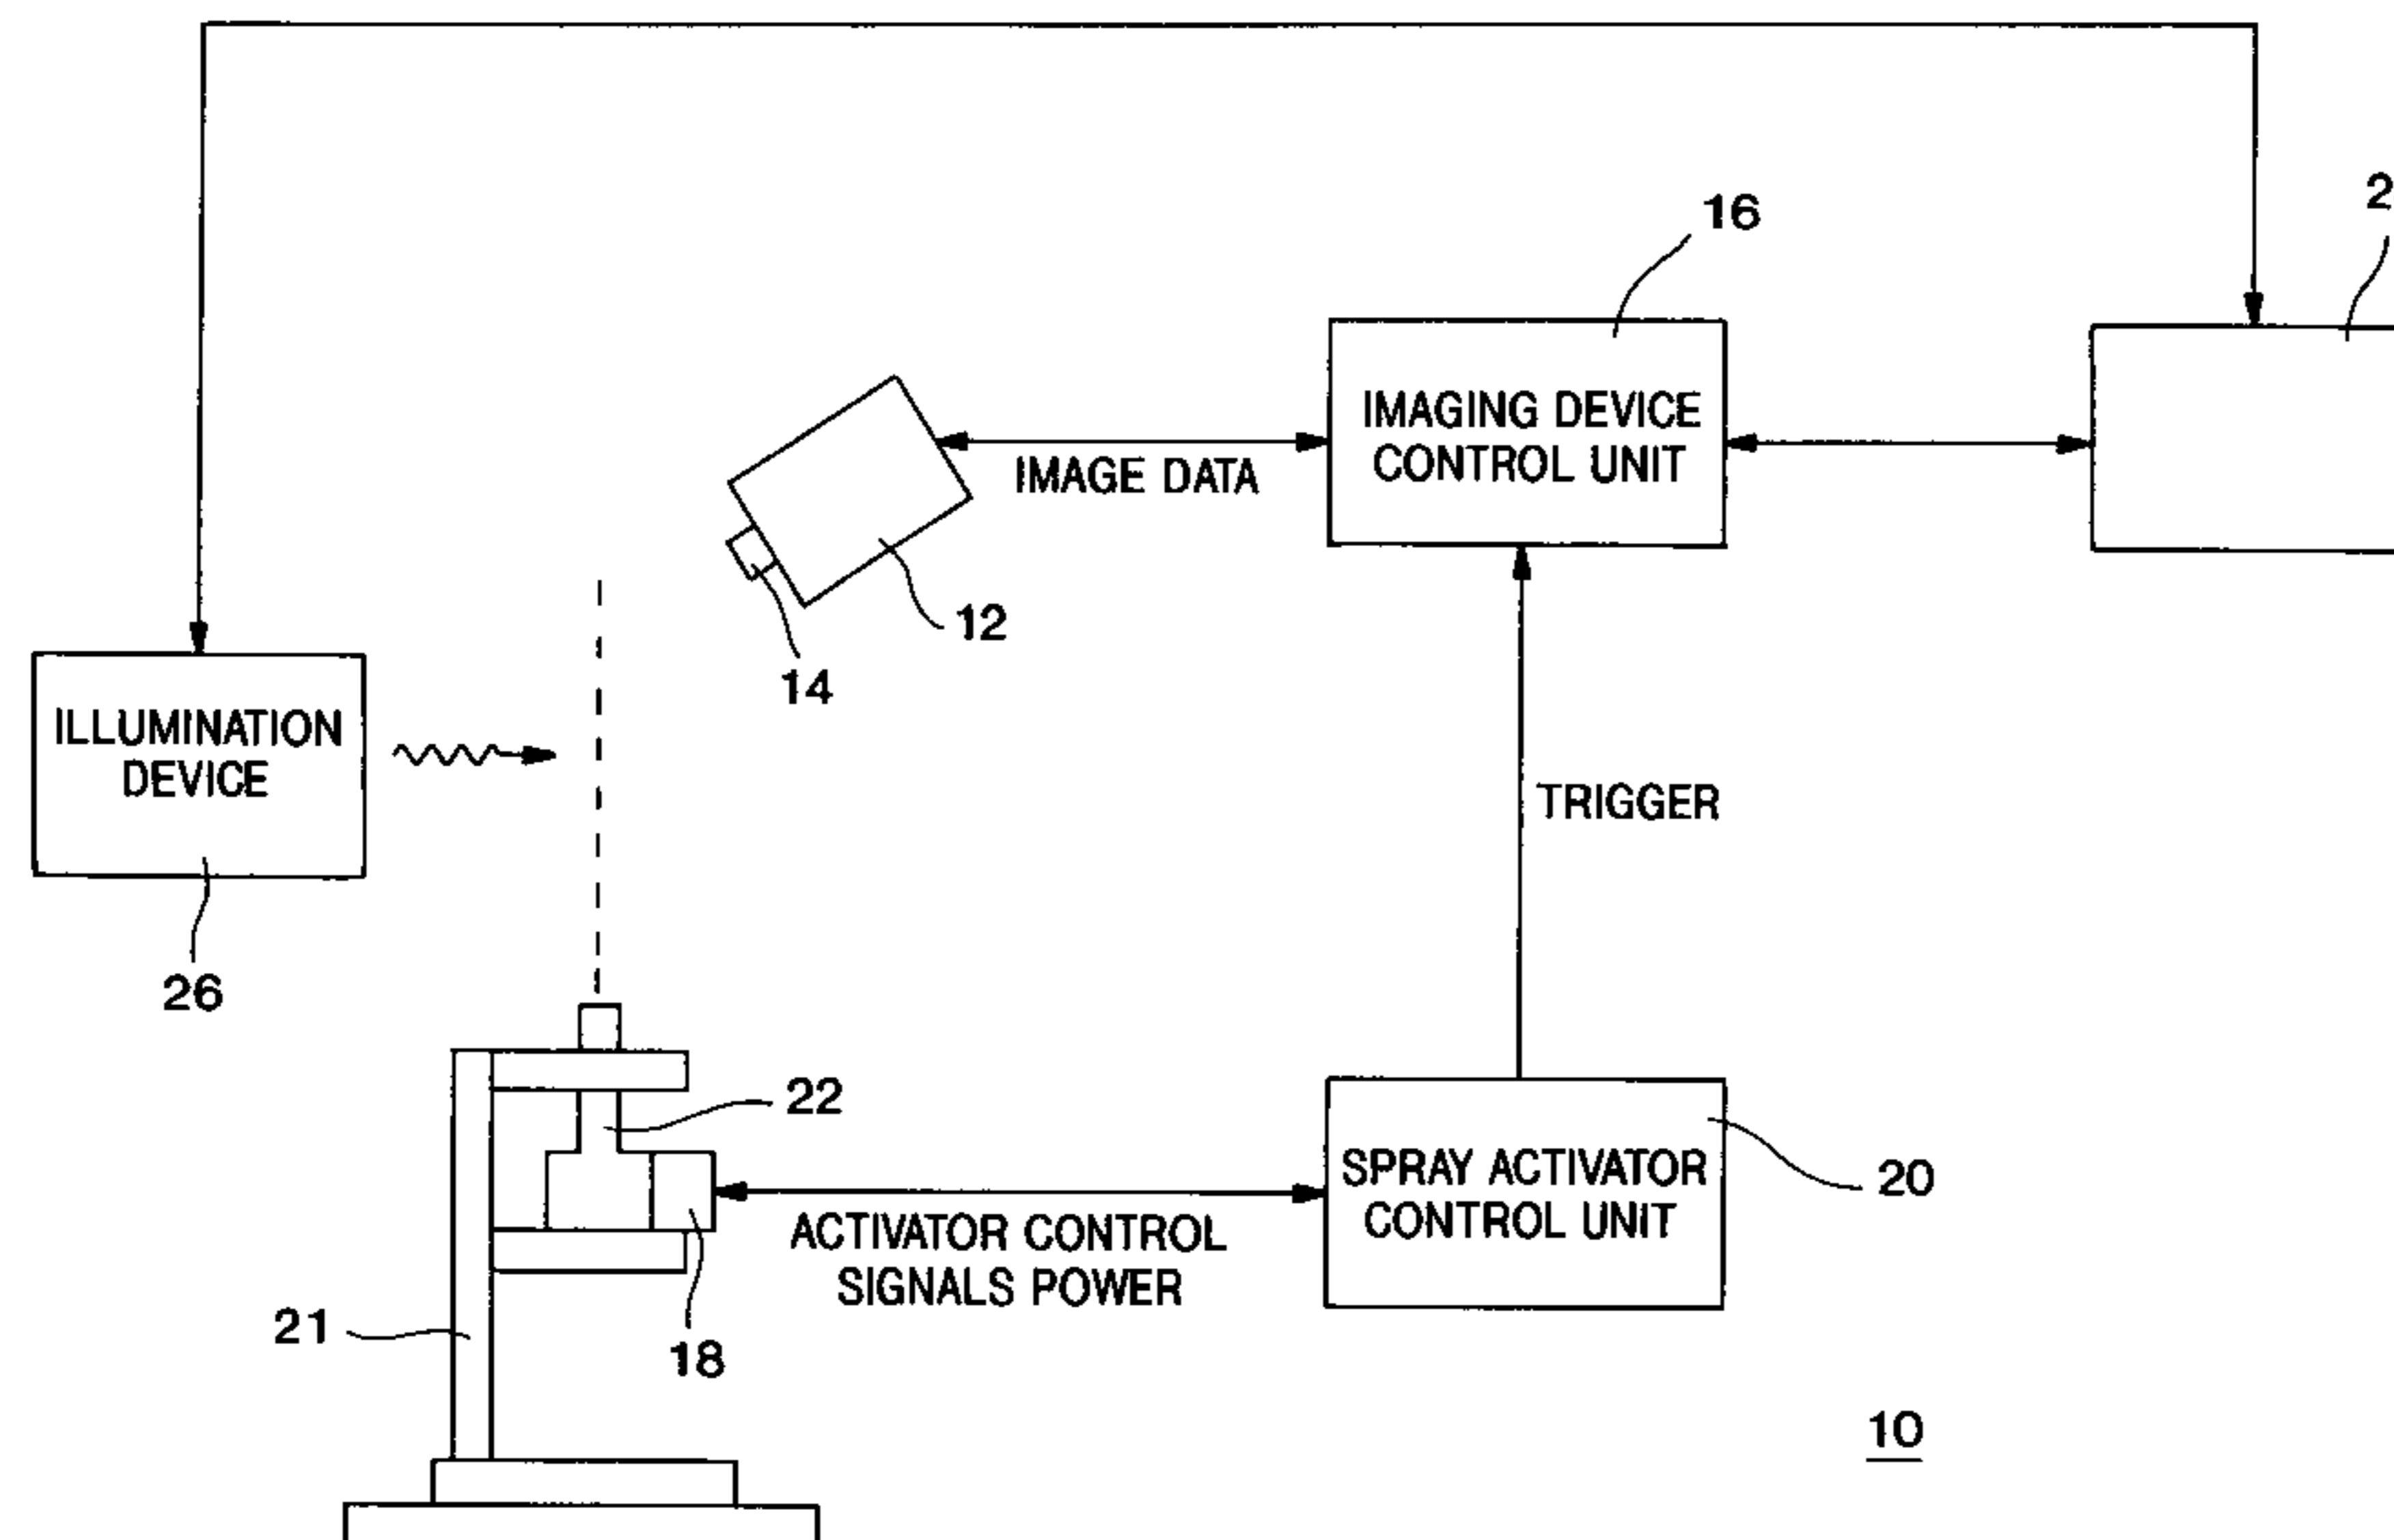 16
2
IMAGING DEVICE
CONTROL UNIT
IMAGE DATA
12
14
ILLUMINATION
DEVICE
TRIGGER
26
22
SPRAY ACTIVATOR
CONTROL UNIT
20
ACTIVATOR CONTROL
SIGNALS POWER
21
18
10